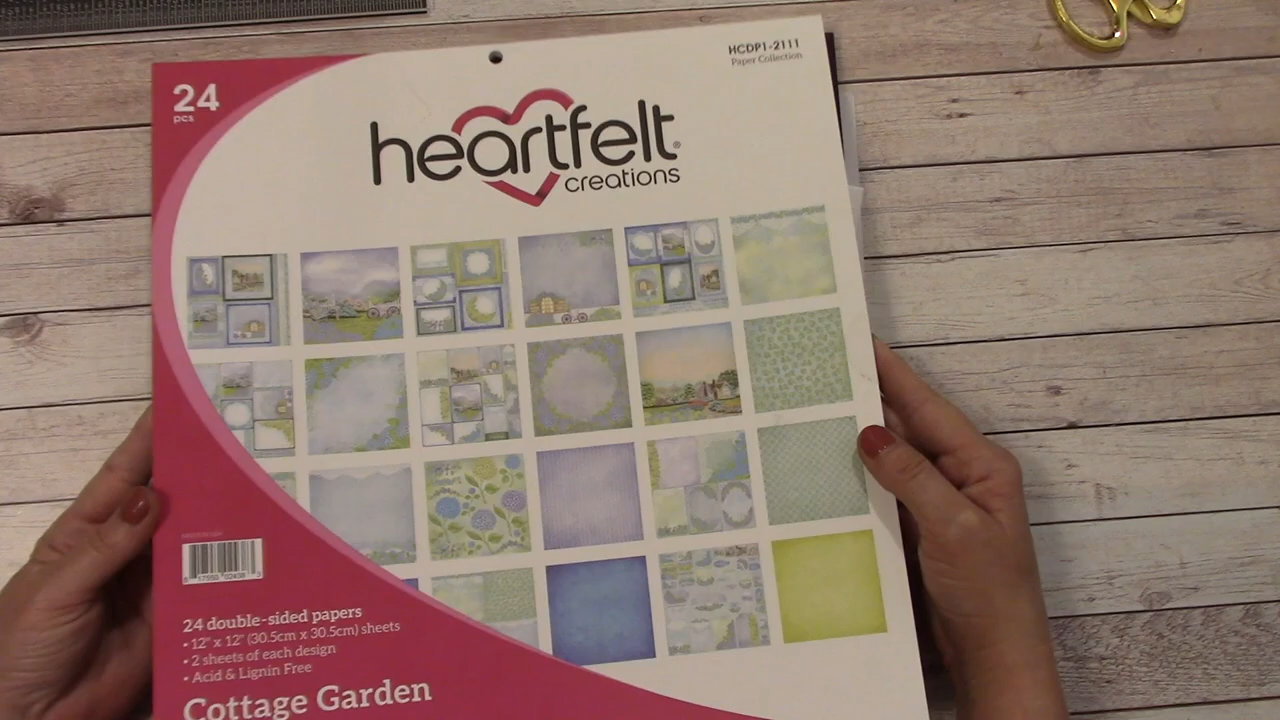 24
pcs
HCDP1-2111
Paper Collection
heartfelt®
creations
24 double-sided papers
• 12" x 12" (30.5cm x 30.5cm) sheets
• 2 sheets of each design
• Acid & Lignin Free
Cottage Garden